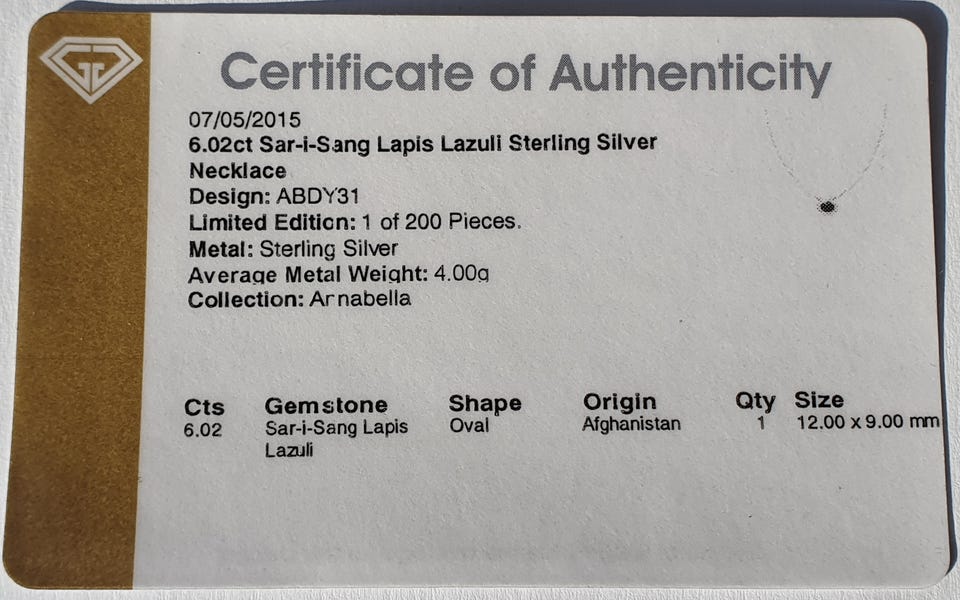 Certificate of Authenticity
07/05/2015
6.02ct Sar-i-Sang Lapis Lazuli Sterling Silver
Necklace
Design: ABDY31
Limited Edition: 1 of 200 Pieces.
Metal: Sterling Silver
Average Metal Weight: 4.00g
Collection: Arnabella
Cts Gemstone Shape Origin Qty Size
6.02 Sar-i-Sang Lapis Oval Afghanistan 1 12.00 x 9.00 mm
Lazuli